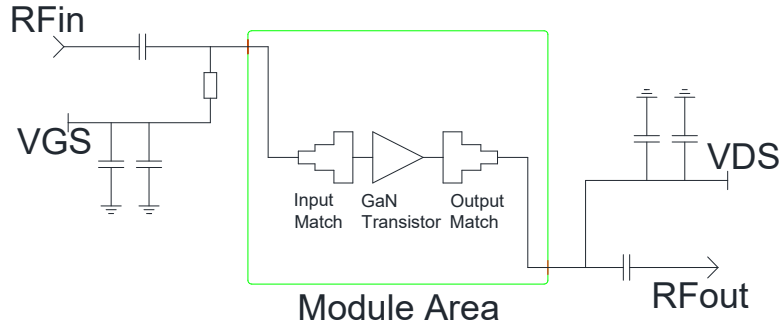 RFin
VGS
VDS
Input
Match
GaN
Transistor
Output
Match
RFout
Module Area